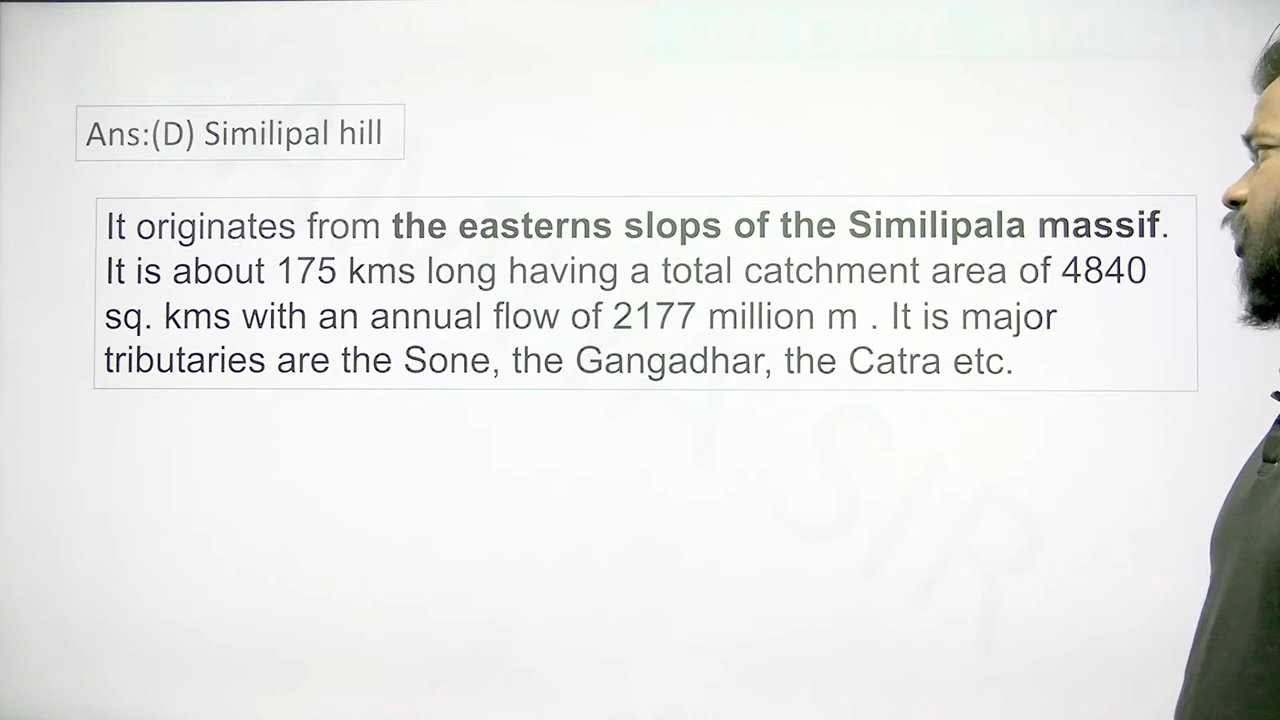 Ans:(D) Similipal hill
It originates from the easterns slops of the Similipala massif.
It is about 175 kms long having a total catchment area of 4840
sq. kms with an annual flow of 2177 million m . It is major
tributaries are the Sone, the Gangadhar, the Catra etc.
SIR